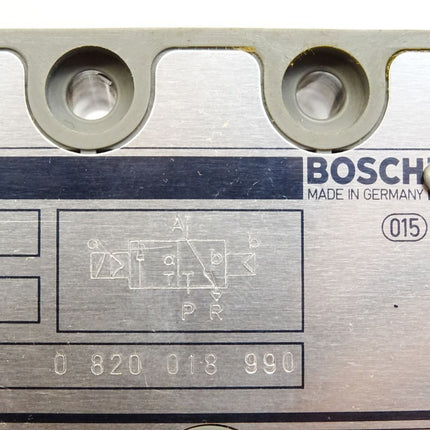 BOSCH
MADE IN GERMANY
015
A
a b
a b
P R
0 820 018 990